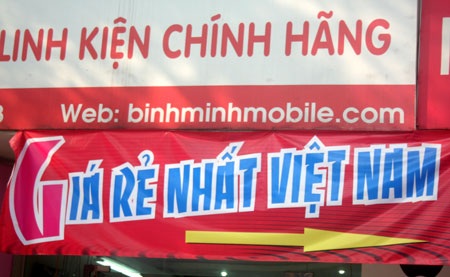 LINH KIỆN CHÍNH HÃNG
Web: binhminhmobile.com
GIÁ RẺ NHẤT VIỆT NAM